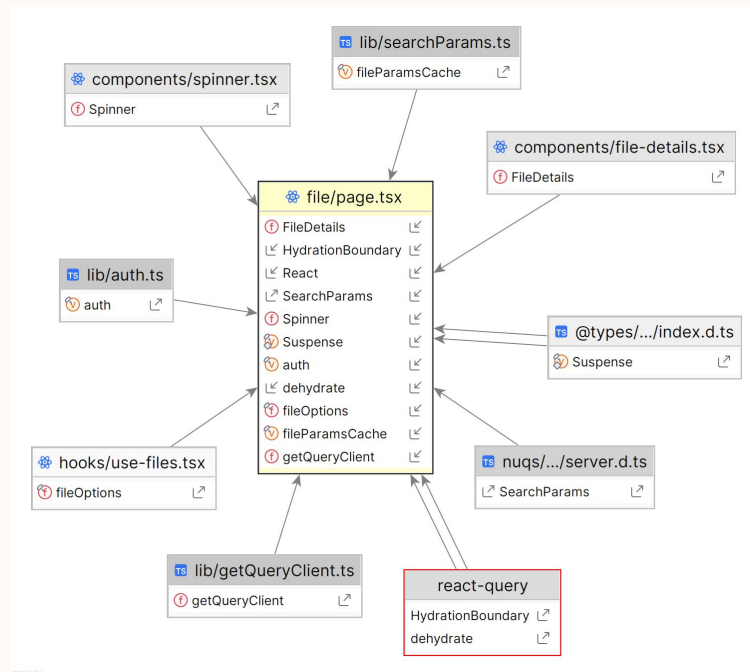 lib/searchParams.ts
fileParamsCache
components/spinner.tsx
Spinner
components/file-details.tsx
FileDetails
file/page.tsx
FileDetails
HydrationBoundary
React
SearchParams
Spinner
Suspense
auth
dehydrate
fileOptions
fileParamsCache
getQueryClient
lib/auth.ts
auth
@types/.../index.d.ts
Suspense
hooks/use-files.tsx
fileOptions
nuqs/.../server.d.ts
SearchParams
lib/getQueryClient.ts
getQueryClient
react-query
HydrationBoundary
dehydrate